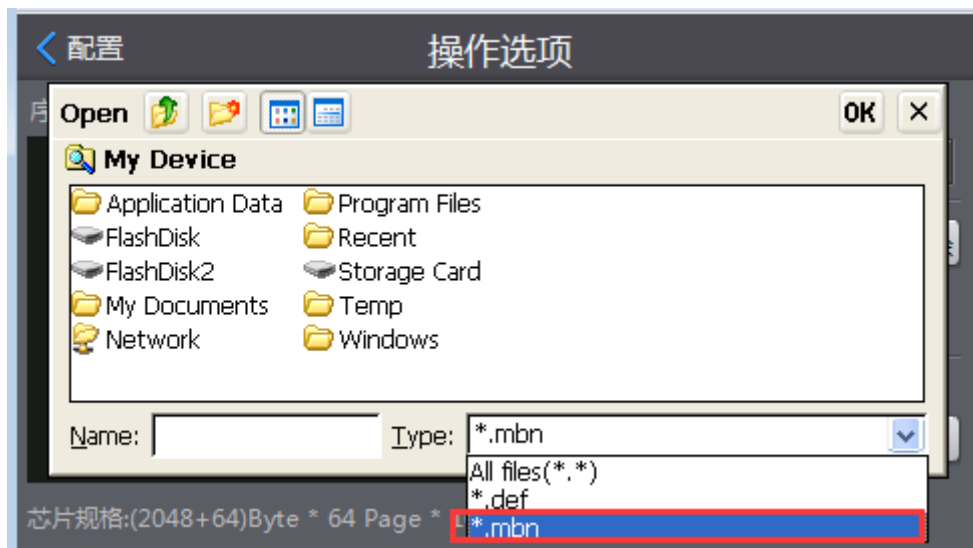 配置
操作选项
序
Open
OK
My Device
Application Data
Program Files
FlashDisk
Recent
FlashDisk2
Storage Card
My Documents
Temp
Network
Windows
Name:
Type: *.mbn
All files(*.*)
*.def
*.mbn
芯片规格:(2048+64)Byte * 64 Page *